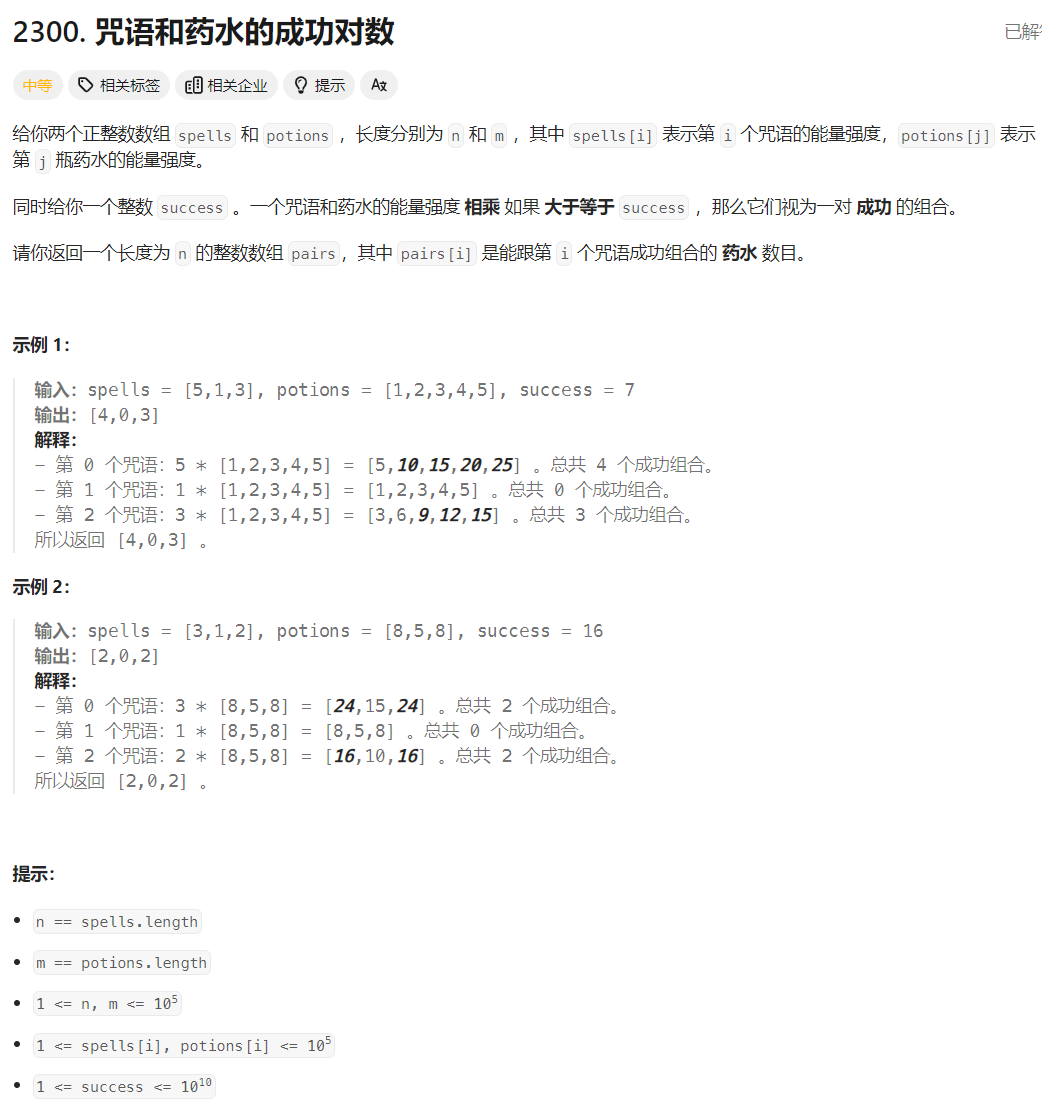 2300. 咒语和药水的成功对数
已解
中等 相关标签 相关企业 提示 Aא
给你两个正整数数组 spells 和 potions ，长度分别为 n 和 m ，其中 spells[i] 表示第 i 个咒语的能量强度，potions[j] 表示
第 j 瓶药水的能量强度。
同时给你一个整数 success 。一个咒语和药水的能量强度 相乘 如果 大于等于 success ，那么它们视为一对 成功 的组合。
请你返回一个长度为 n 的整数数组 pairs，其中 pairs[i] 是能跟第 i 个咒语成功组合的 药水 数目。
示例 1：
输入：spells = [5,1,3], potions = [1,2,3,4,5], success = 7
输出：[4,0,3]
解释：
- 第 0 个咒语：5 * [1,2,3,4,5] = [5,10,15,20,25] 。总共 4 个成功组合。
- 第 1 个咒语：1 * [1,2,3,4,5] = [1,2,3,4,5] 。总共 0 个成功组合。
- 第 2 个咒语：3 * [1,2,3,4,5] = [3,6,9,12,15] 。总共 3 个成功组合。
所以返回 [4,0,3] 。
示例 2：
输入：spells = [3,1,2], potions = [8,5,8], success = 16
输出：[2,0,2]
解释：
- 第 0 个咒语：3 * [8,5,8] = [24,15,24] 。总共 2 个成功组合。
- 第 1 个咒语：1 * [8,5,8] = [8,5,8] 。总共 0 个成功组合。
- 第 2 个咒语：2 * [8,5,8] = [16,10,16] 。总共 2 个成功组合。
所以返回 [2,0,2] 。
提示：
• n == spells.length
• m == potions.length
• 1 <= n, m <= 10⁵
• 1 <= spells[i], potions[i] <= 10⁵
• 1 <= success <= 10¹⁰